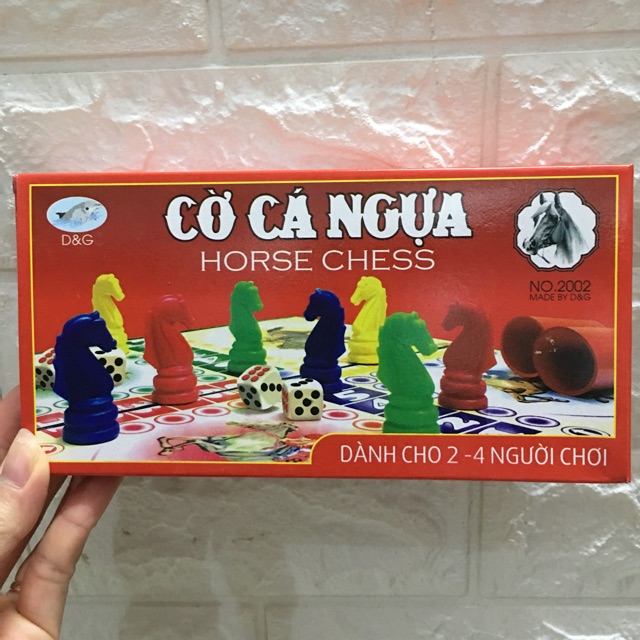 CỜ CÁ NGỰA
HORSE CHESS
D&G
NO.2002
MADE BY D&G
DÀNH CHO 2 -4 NGƯỜI CHƠI